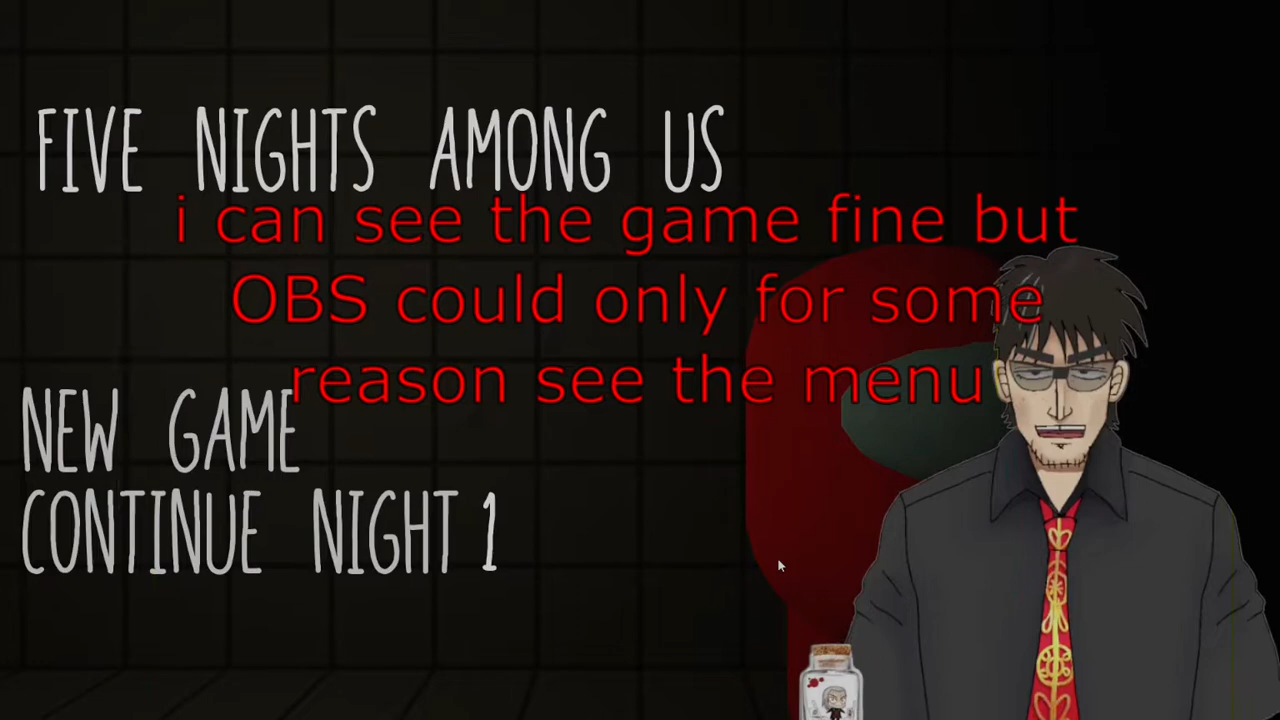 FIVE NIGHTS AMONG US
i can see the game fine but
OBS could only for some
reason see the menu
NEW GAME
CONTINUE NIGHT 1